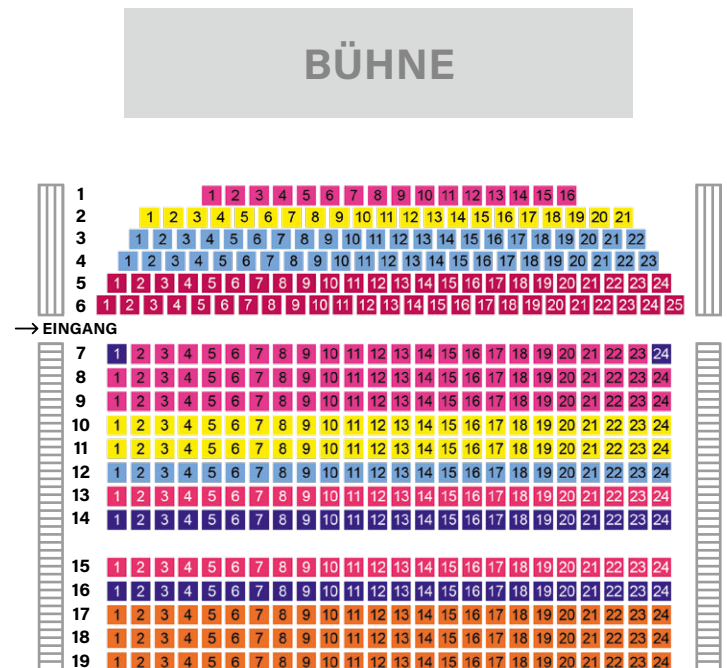 BÜHNE
1 1 2 3 4 5 6 7 8 9 10 11 12 13 14 15 16
2 1 2 3 4 5 6 7 8 9 10 11 12 13 14 15 16 17 18 19 20 21
3 1 2 3 4 5 6 7 8 9 10 11 12 13 14 15 16 17 18 19 20 21 22
4 1 2 3 4 5 6 7 8 9 10 11 12 13 14 15 16 17 18 19 20 21 22 23
5 1 2 3 4 5 6 7 8 9 10 11 12 13 14 15 16 17 18 19 20 21 22 23 24
6 1 2 3 4 5 6 7 8 9 10 11 12 13 14 15 16 17 18 19 20 21 22 23 24 25
→ EINGANG
7 1 2 3 4 5 6 7 8 9 10 11 12 13 14 15 16 17 18 19 20 21 22 23 24
8 1 2 3 4 5 6 7 8 9 10 11 12 13 14 15 16 17 18 19 20 21 22 23 24
9 1 2 3 4 5 6 7 8 9 10 11 12 13 14 15 16 17 18 19 20 21 22 23 24
10 1 2 3 4 5 6 7 8 9 10 11 12 13 14 15 16 17 18 19 20 21 22 23 24
11 1 2 3 4 5 6 7 8 9 10 11 12 13 14 15 16 17 18 19 20 21 22 23 24
12 1 2 3 4 5 6 7 8 9 10 11 12 13 14 15 16 17 18 19 20 21 22 23 24
13 1 2 3 4 5 6 7 8 9 10 11 12 13 14 15 16 17 18 19 20 21 22 23 24
14 1 2 3 4 5 6 7 8 9 10 11 12 13 14 15 16 17 18 19 20 21 22 23 24
15 1 2 3 4 5 6 7 8 9 10 11 12 13 14 15 16 17 18 19 20 21 22 23 24
16 1 2 3 4 5 6 7 8 9 10 11 12 13 14 15 16 17 18 19 20 21 22 23 24
17 1 2 3 4 5 6 7 8 9 10 11 12 13 14 15 16 17 18 19 20 21 22 23 24
18 1 2 3 4 5 6 7 8 9 10 11 12 13 14 15 16 17 18 19 20 21 22 23 24
19 1 2 3 4 5 6 7 8 9 10 11 12 13 14 15 16 17 18 19 20 21 22 23 24